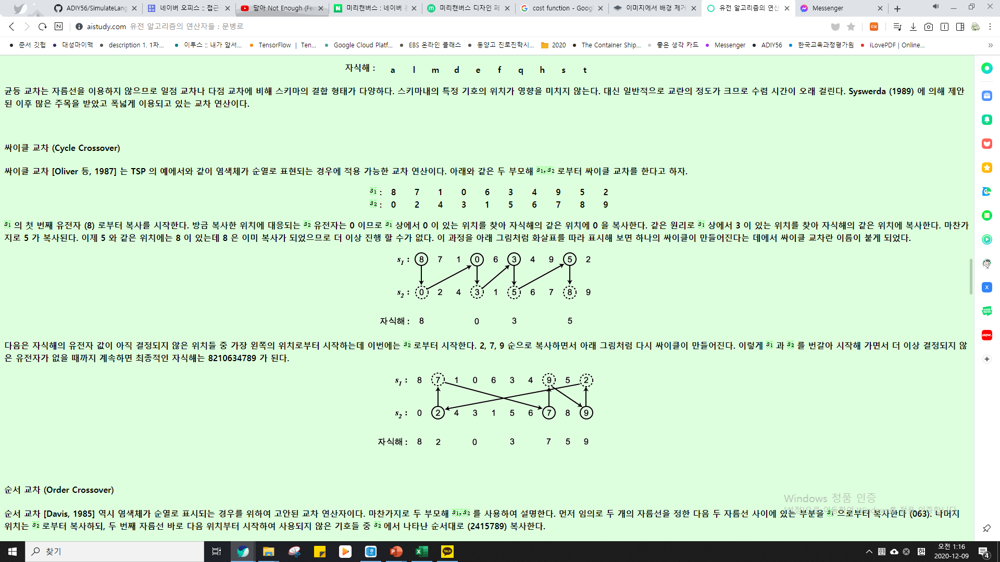 ADIY56/SimulateLang
네이버 오피스 :: 접근
담아 Not Enough (Fe
미리캔버스 : 네이버
미리캔버스 디자인 페
cost function - Googl
이미지에서 배경 제거
유전 알고리즘의 연산
Messenger
aistudy.com 유전 알고리즘의 연산자들 : 문병로
준서 깃헙
대성마이맥
description 1. 1차...
이투스 :: 내가 앞서...
TensorFlow | Ten...
Google Cloud Platf...
EBS 온라인 클래스
동양고 진로진학시...
2020
The Container Ship...
좋은 생각 카드
Messenger
ADIY56
한국교육과정평가원
iLovePDF | Online...
자식해 : a l m d e f q h s t
균등 교차는 자름선을 이용하지 않으므로 일점 교차나 다점 교차에 비해 스키마의 결합 형태가 다양하다. 스키마내의 특정 기호의 위치가 영향을 미치지 않는다. 대신 일반적으로 교란의 정도가 크므로 수렴 시간이 오래 걸린다. Syswerda (1989) 에 의해 제안
된 이후 많은 주목을 받았고 폭넓게 이용되고 있는 교차 연산이다.
싸이클 교차 (Cycle Crossover)
싸이클 교차 [Oliver 등, 1987] 는 TSP 의 예에서와 같이 염색체가 순열로 표현되는 경우에 적용 가능한 교차 연산이다. 아래와 같은 두 부모해 s1,s2 로부터 싸이클 교차를 한다고 하자.
s1 : 8 7 1 0 6 3 4 9 5 2
s2 : 0 2 4 3 1 5 6 7 8 9
s1 의 첫 번째 유전자 (8) 로부터 복사를 시작한다. 방금 복사한 위치에 대응되는 s2 유전자는 0 이므로 s1 상에서 0 이 있는 위치를 찾아 자식해의 같은 위치에 0 을 복사한다. 같은 원리로 s1 상에서 3 이 있는 위치를 찾아 자식해의 같은 위치에 복사한다. 마찬가
지로 5 가 복사된다. 이제 5 와 같은 위치에는 8 이 있는데 8 은 이미 복사가 되었으므로 더 이상 진행 할 수가 없다. 이 과정을 아래 그림처럼 화살표를 따라 표시해 보면 하나의 싸이클이 만들어진다는 데에서 싸이클 교차란 이름이 붙게 되었다.
s1 : 8 7 1 0 6 3 4 9 5 2
s2 : 0 2 4 3 1 5 6 7 8 9
자식해 : 8 0 3 5
다음은 자식해의 유전자 값이 아직 결정되지 않은 위치들 중 가장 왼쪽의 위치로부터 시작하는데 이번에는 s2 로부터 시작한다. 2, 7, 9 순으로 복사하면서 아래 그림처럼 다시 싸이클이 만들어진다. 이렇게 s1 과 s2 를 번갈아 시작해 가면서 더 이상 결정되지 않
은 유전자가 없을 때까지 계속하면 최종적인 자식해는 8210634789 가 된다.
s1 : 8 7 1 0 6 3 4 9 5 2
s2 : 0 2 4 3 1 5 6 7 8 9
자식해 : 8 2 0 3 7 5 9
순서 교차 (Order Crossover)
Windows 정품 인증
[설정]으로 이동하여 Windows를 정품 인증합니다.
순서 교차 [Davis, 1985] 역시 염색체가 순열로 표시되는 경우를 위하여 고안된 교차 연산자이다. 마찬가지로 두 부모해 s1,s2 를 사용하여 설명한다. 먼저 임의로 두 개의 자름선을 정한 다음 두 자름선 사이에 있는 부분을 s1 으로부터 복사한다 (063). 나머지
위치는 s2 로부터 복사하되, 두 번째 자름선 바로 다음 위치부터 시작하여 사용되지 않은 기호들 중 s2 에서 나타난 순서대로 (2415789) 복사한다.
찾기
TALK
한
오전 1:16
2020-12-09
4